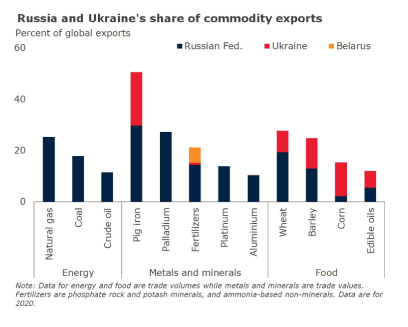 Russia and Ukraine's share of commodity exports
Percent of global exports
60
Russian Fed.
Ukraine
Belarus
40
20
0
Natural gas
Coal
Crude oil
Pig iron
Palladium
Fertilizers
Platinum
Aluminium
Wheat
Barley
Corn
Edible oils
Energy
Metals and minerals
Food
Note: Data for energy and food are trade volumes while metals and minerals are trade values.
Fertilizers are phosphate rock and potash minerals, and ammonia-based non-minerals. Data are for
2020.